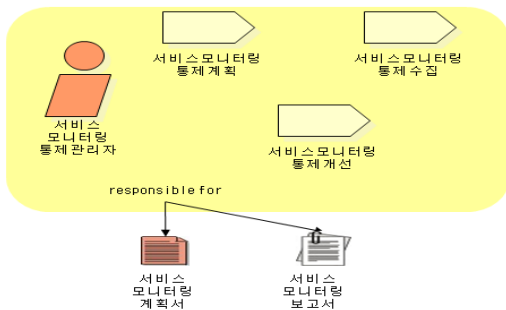 서비스모니터링
통제계획
서비스모니터링
통제수집
서비스
모니터링
통제관리자
서비스모니터링
통제개선
responsible for
서비스
모니터링
계획서
서비스
모니터링
보고서